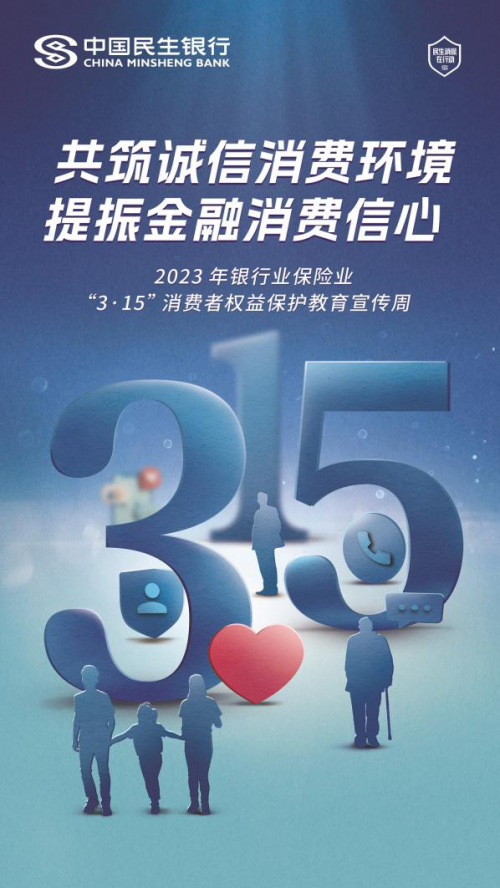 中国民生银行
CHINA MINSHENG BANK
民生消保
在行动
共筑诚信消费环境
提振金融消费信心
2023 年银行业保险业
“3·15”消费者权益保护教育宣传周
315